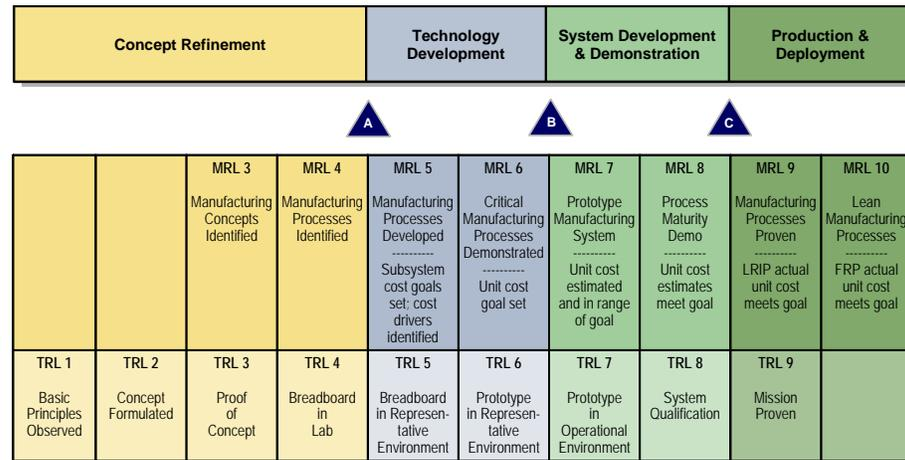 Concept Refinement
Technology
Development
System Development
& Demonstration
Production &
Deployment
A
B
C
MRL 3
Manufacturing
Concepts
Identified
MRL 4
Manufacturing
Processes
Identified
MRL 5
Manufacturing
Processes
Developed
----------
Subsystem
cost goals
set; cost
drivers
identified
MRL 6
Critical
Manufacturing
Processes
Demonstrated
----------
Unit cost
goal set
MRL 7
Prototype
Manufacturing
System
----------
Unit cost
estimated
and in range
of goal
MRL 8
Process
Maturity
Demo
----------
Unit cost
estimates
meet goal
MRL 9
Manufacturing
Processes
Proven
----------
LRIP actual
unit cost
meets goal
MRL 10
Lean
Manufacturing
Processes
----------
FRP actual
unit cost
meets goal
TRL 1
Basic
Principles
Observed
TRL 2
Concept
Formulated
TRL 3
Proof
of
Concept
TRL 4
Breadboard
in
Lab
TRL 5
Breadboard
in Represen-
tative
Environment
TRL 6
Prototype
in Represen-
tative
Environment
TRL 7
Prototype
in
Operational
Environment
TRL 8
System
Qualification
TRL 9
Mission
Proven